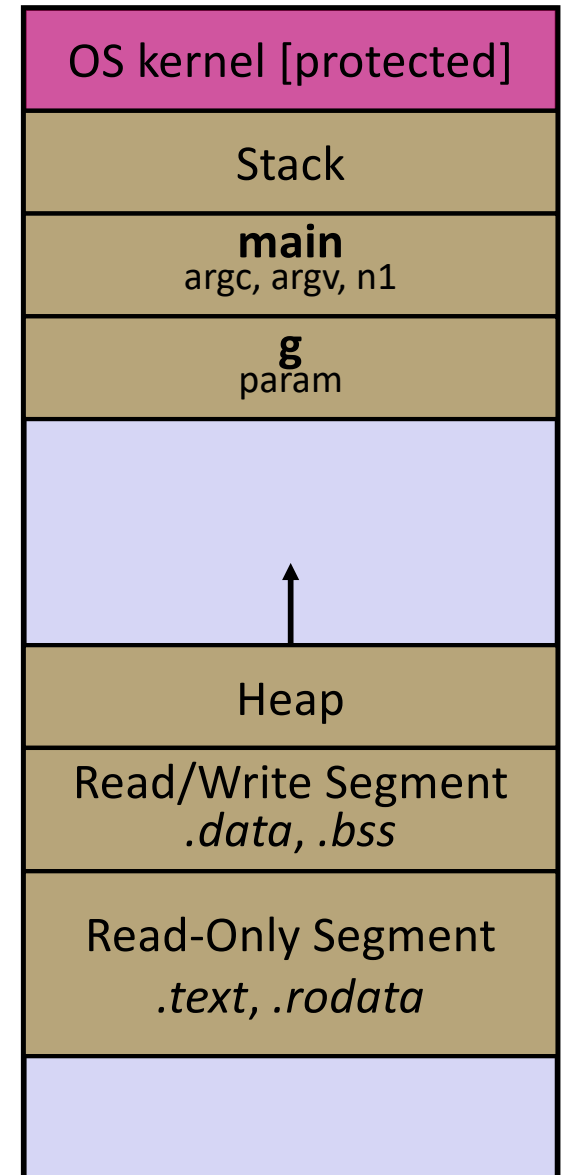 OS kernel [protected]
Stack
main
argc, argv, n1
g
param
Heap
Read/Write Segment
.data, .bss
Read-Only Segment
.text, .rodata